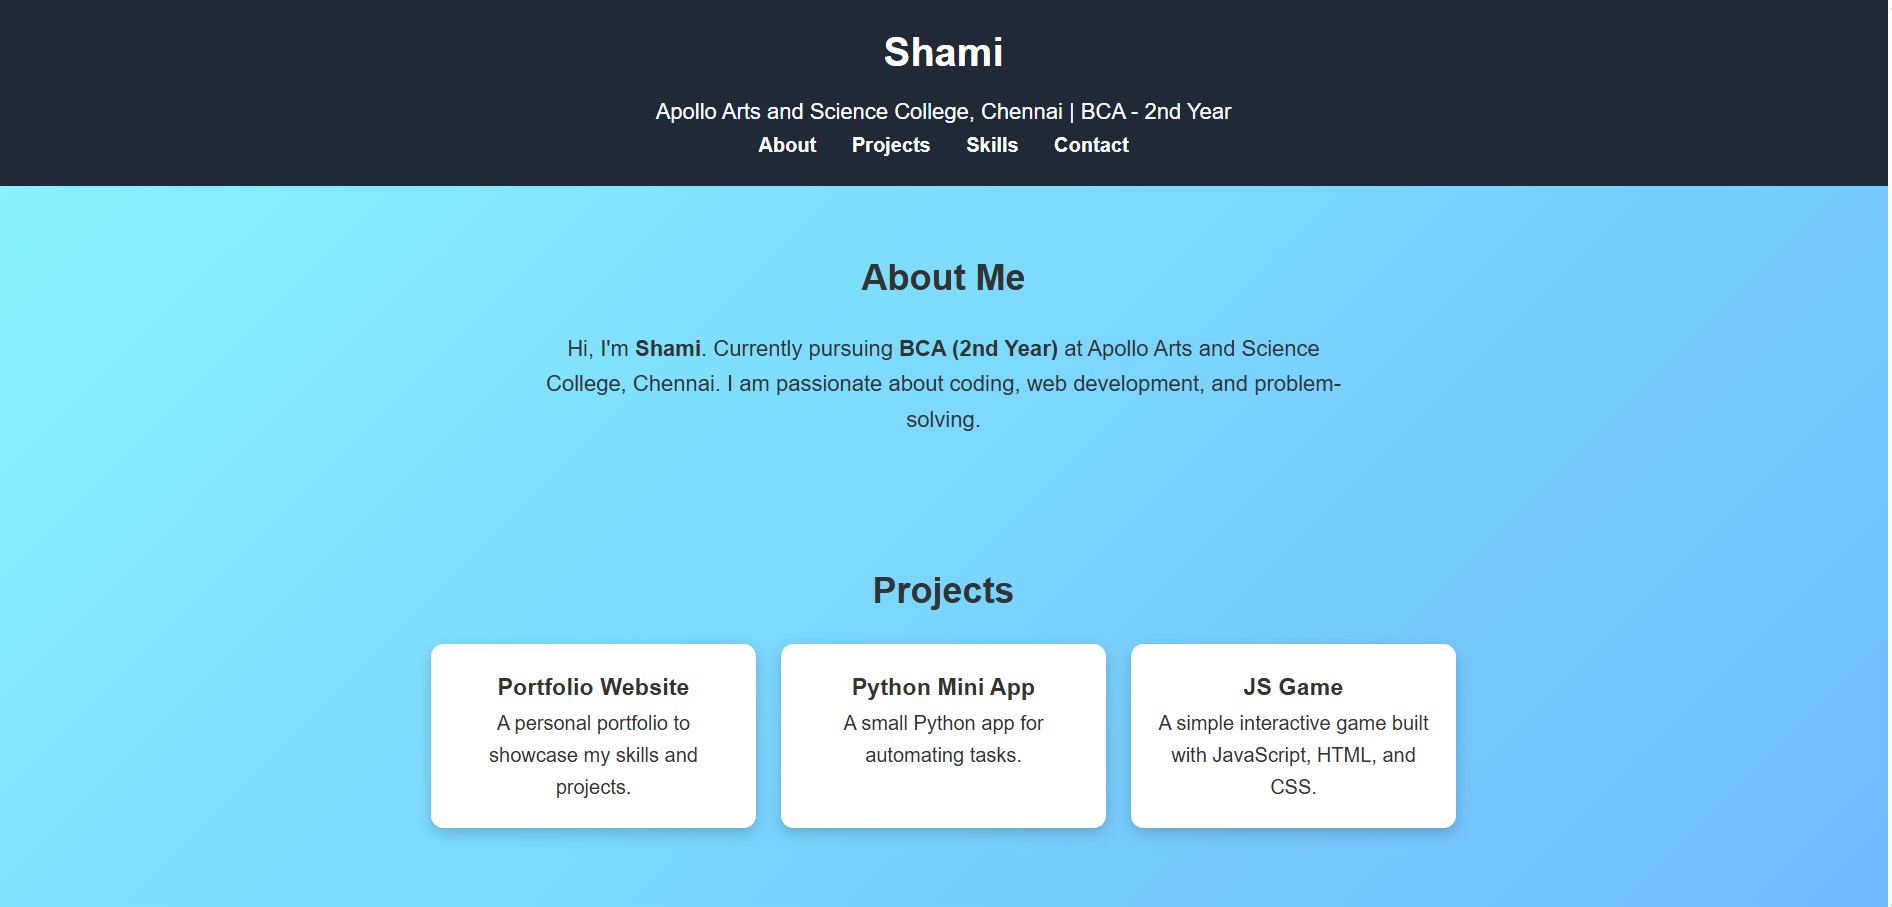 Shami
Apollo Arts and Science College, Chennai | BCA - 2nd Year
About Projects Skills Contact
About Me
Hi, I'm Shami. Currently pursuing BCA (2nd Year) at Apollo Arts and Science
College, Chennai. I am passionate about coding, web development, and problem-
solving.
Projects
Portfolio Website
A personal portfolio to
showcase my skills and
projects.
Python Mini App
A small Python app for
automating tasks.
JS Game
A simple interactive game built
with JavaScript, HTML, and
CSS.